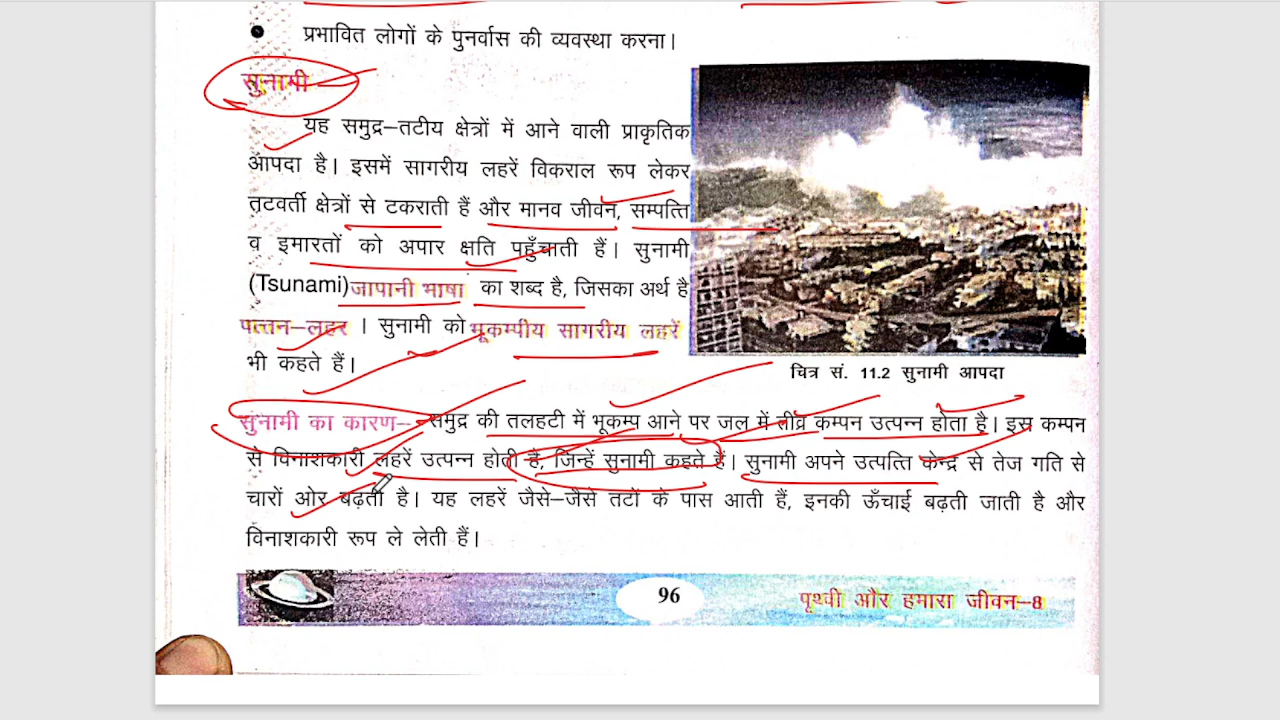 प्रभावित लोगों के पुनर्वास की व्यवस्था करना।
सुनामी
यह समुद्र–तटीय क्षेत्रों में आने वाली प्राकृतिक
आपदा है। इसमें सागरीय लहरें विकराल रूप लेकर
तटवर्ती क्षेत्रों से टकराती हैं और मानव जीवन, सम्पत्ति
व इमारतों को अपार क्षति पहुँचाती हैं। सुनामी
(Tsunami) जापानी भाषा का शब्द है, जिसका अर्थ है
पत्तन–लहर । सुनामी को भूकम्पीय सागरीय लहरें
भी कहते हैं।
चित्र सं. 11.2 सुनामी आपदा
सुनामी का कारण– समुद्र की तलहटी में भूकम्प आने पर जल में तीव्र कम्पन उत्पन्न होता है। इस कम्पन
से विनाशकारी लहरें उत्पन्न होती हैं, जिन्हें सुनामी कहते हैं। सुनामी अपने उत्पत्ति केन्द्र से तेज गति से
चारों ओर बढ़ती है। यह लहरें जैसे–जैसे तटों के पास आती हैं, इनकी ऊँचाई बढ़ती जाती है और
विनाशकारी रूप ले लेती हैं।
96
पृथ्वी और हमारा जीवन–8